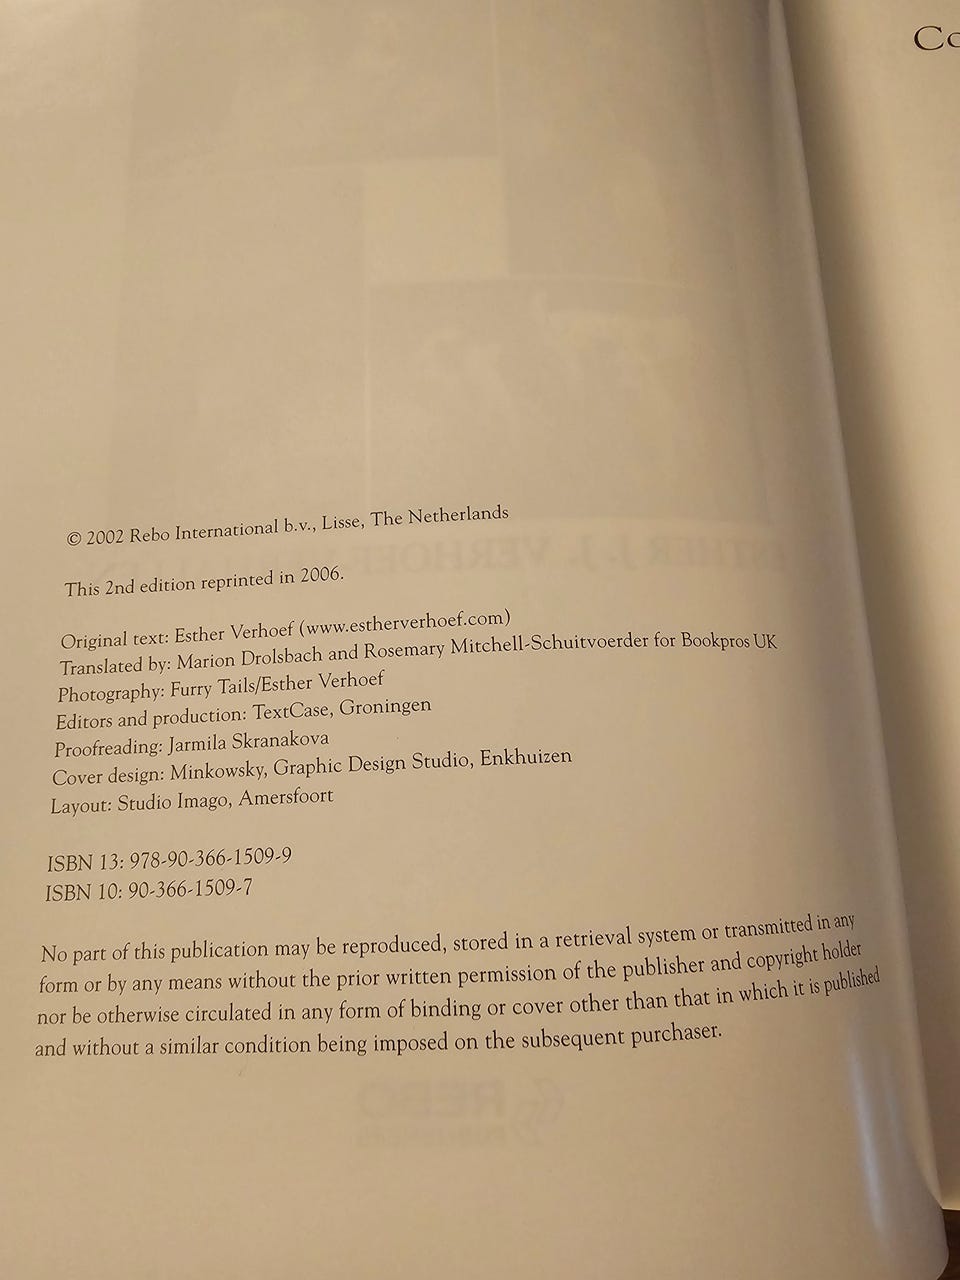 Co
© 2002 Rebo International b.v., Lisse, The Netherlands
This 2nd edition reprinted in 2006.
Original text: Esther Verhoef (www.estherverhoef.com)
Translated by: Marion Drolsbach and Rosemary Mitchell-Schuitvoerder for Bookpros UK
Photography: Furry Tails/Esther Verhoef
Editors and production: TextCase, Groningen
Proofreading: Jarmila Skranakova
Cover design: Minkowsky, Graphic Design Studio, Enkhuizen
Layout: Studio Imago, Amersfoort
ISBN 13: 978-90-366-1509-9
ISBN 10: 90-366-1509-7
No part of this publication may be reproduced, stored in a retrieval system or transmitted in any
form or by any means without the prior written permission of the publisher and copyright holder
nor be otherwise circulated in any form of binding or cover other than that in which it is published
and without a similar condition being imposed on the subsequent purchaser.